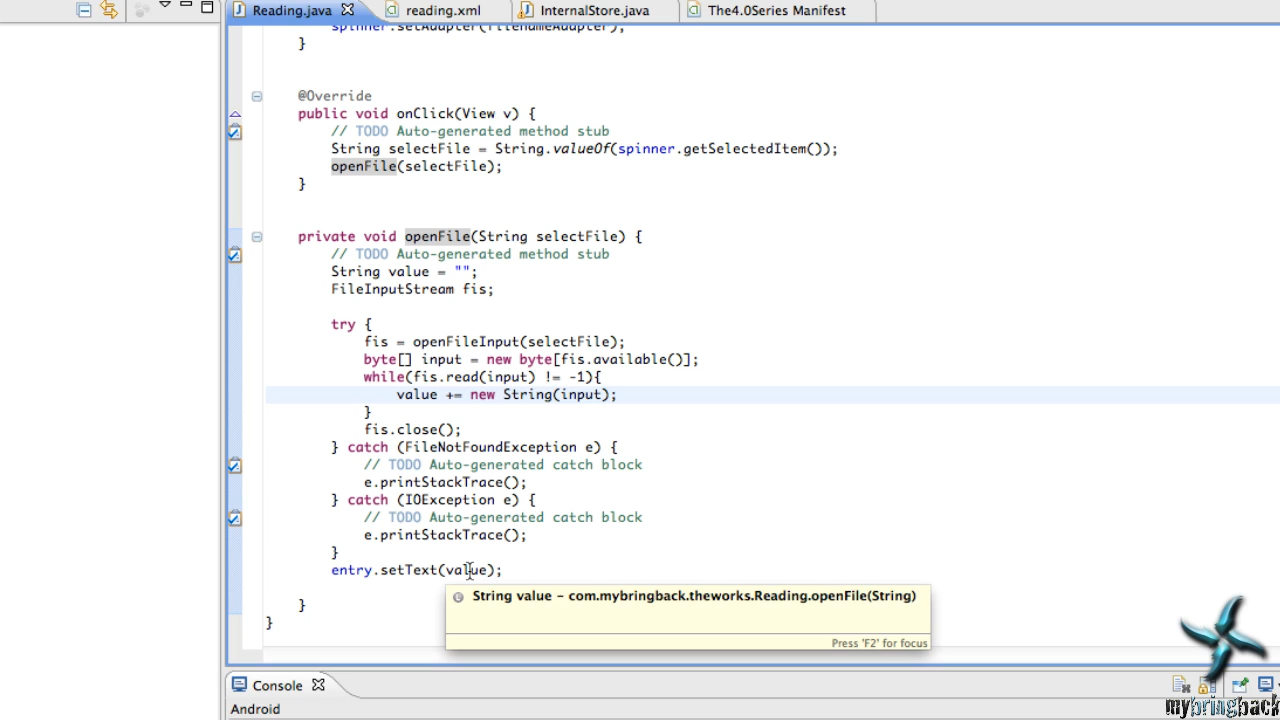 Reading.java
reading.xml
InternalStore.java
The4.0Series Manifest
spinner.setAdapter(filenameAdapter);
}
@Override
public void onClick(View v) {
// TODO Auto-generated method stub
String selectFile = String.valueOf(spinner.getSelectedItem());
openFile(selectFile);
}
private void openFile(String selectFile) {
// TODO Auto-generated method stub
String value = "";
FileInputStream fis;
try {
fis = openFileInput(selectFile);
byte[] input = new byte[fis.available()];
while(fis.read(input) != -1){
value += new String(input);
}
fis.close();
} catch (FileNotFoundException e) {
// TODO Auto-generated catch block
e.printStackTrace();
} catch (IOException e) {
// TODO Auto-generated catch block
e.printStackTrace();
}
entry.setText(value);
String value - com.mybringback.theworks.Reading.openFile(String)
Press 'F2' for focus
}
}
Console
Android
mybringback